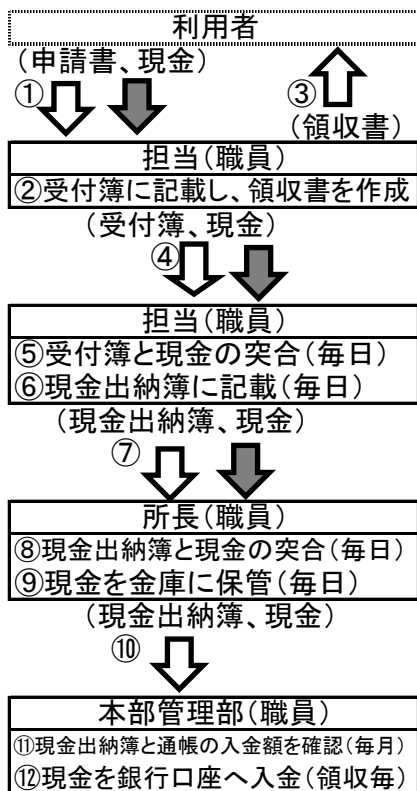 利用者
(申請書、現金)
①
③
(領収書)
担当(職員)
②受付簿に記載し、領収書を作成
(受付簿、現金)
④
担当(職員)
⑤受付簿と現金の突合(毎日)
⑥現金出納簿に記載(毎日)
(現金出納簿、現金)
⑦
所長(職員)
⑧現金出納簿と現金の突合(毎日)
⑨現金を金庫に保管(毎日)
(現金出納簿、現金)
⑩
本部管理部(職員)
⑪現金出納簿と通帳の入金額を確認(毎月)
⑫現金を銀行口座へ入金(領収毎)